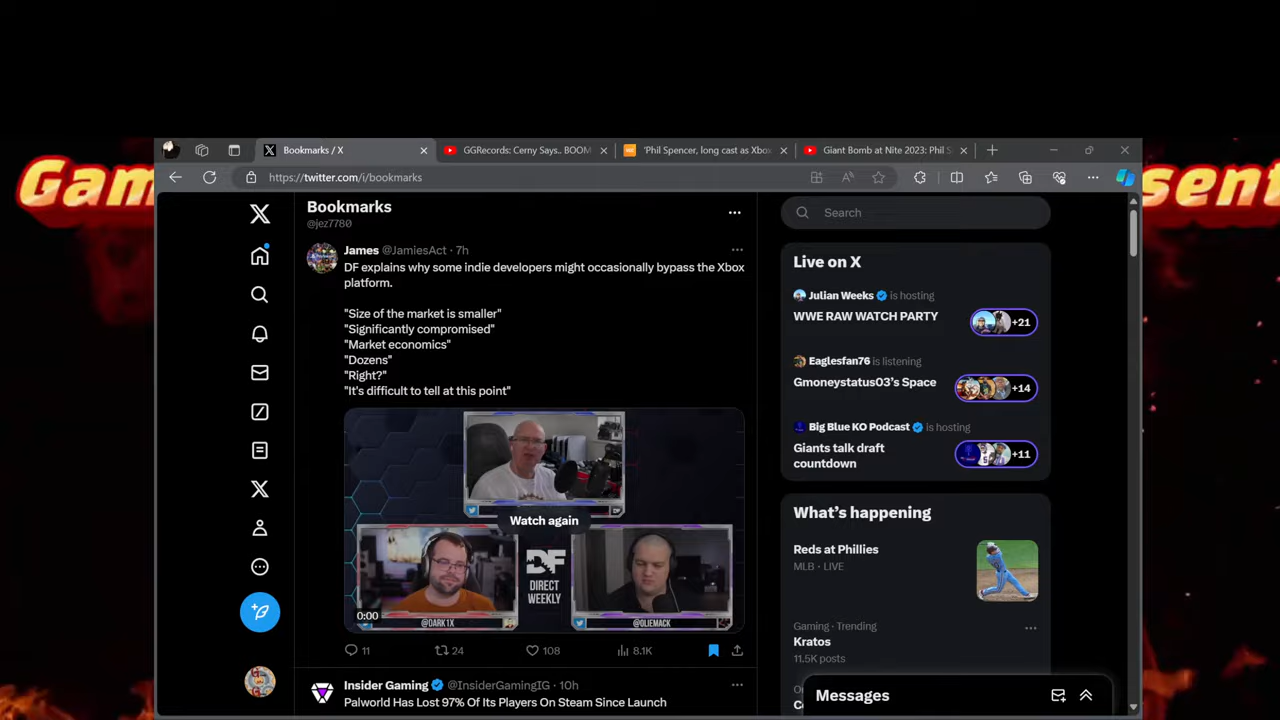 Gam
sent
Bookmarks / X
GGRecords: Cerny Says.. BOOM
'Phil Spencer, long cast as Xbox
Giant Bomb at Nite 2023: Phil S
https://twitter.com/i/bookmarks
Bookmarks
@jez7780
James @JamiesAct · 7h
DF explains why some indie developers might occasionally bypass the Xbox
platform.
"Size of the market is smaller"
"Significantly compromised"
"Market economics"
"Dozens"
"Right?"
"It's difficult to tell at this point"
Watch again
DF
DIRECT
WEEKLY
0:00
@DARK1X
@OLIEMACK
11
24
108
8.1K
Insider Gaming @InsiderGamingIG · 10h
Palworld Has Lost 97% Of Its Players On Steam Since Launch
Search
Live on X
Julian Weeks is hosting
WWE RAW WATCH PARTY
+21
Eaglesfan76 is listening
Gmoneystatus03's Space
+14
Big Blue KO Podcast is hosting
Giants talk draft
countdown
+11
What's happening
Reds at Phillies
MLB · LIVE
Gaming · Trending
Kratos
11.5K posts
Messages